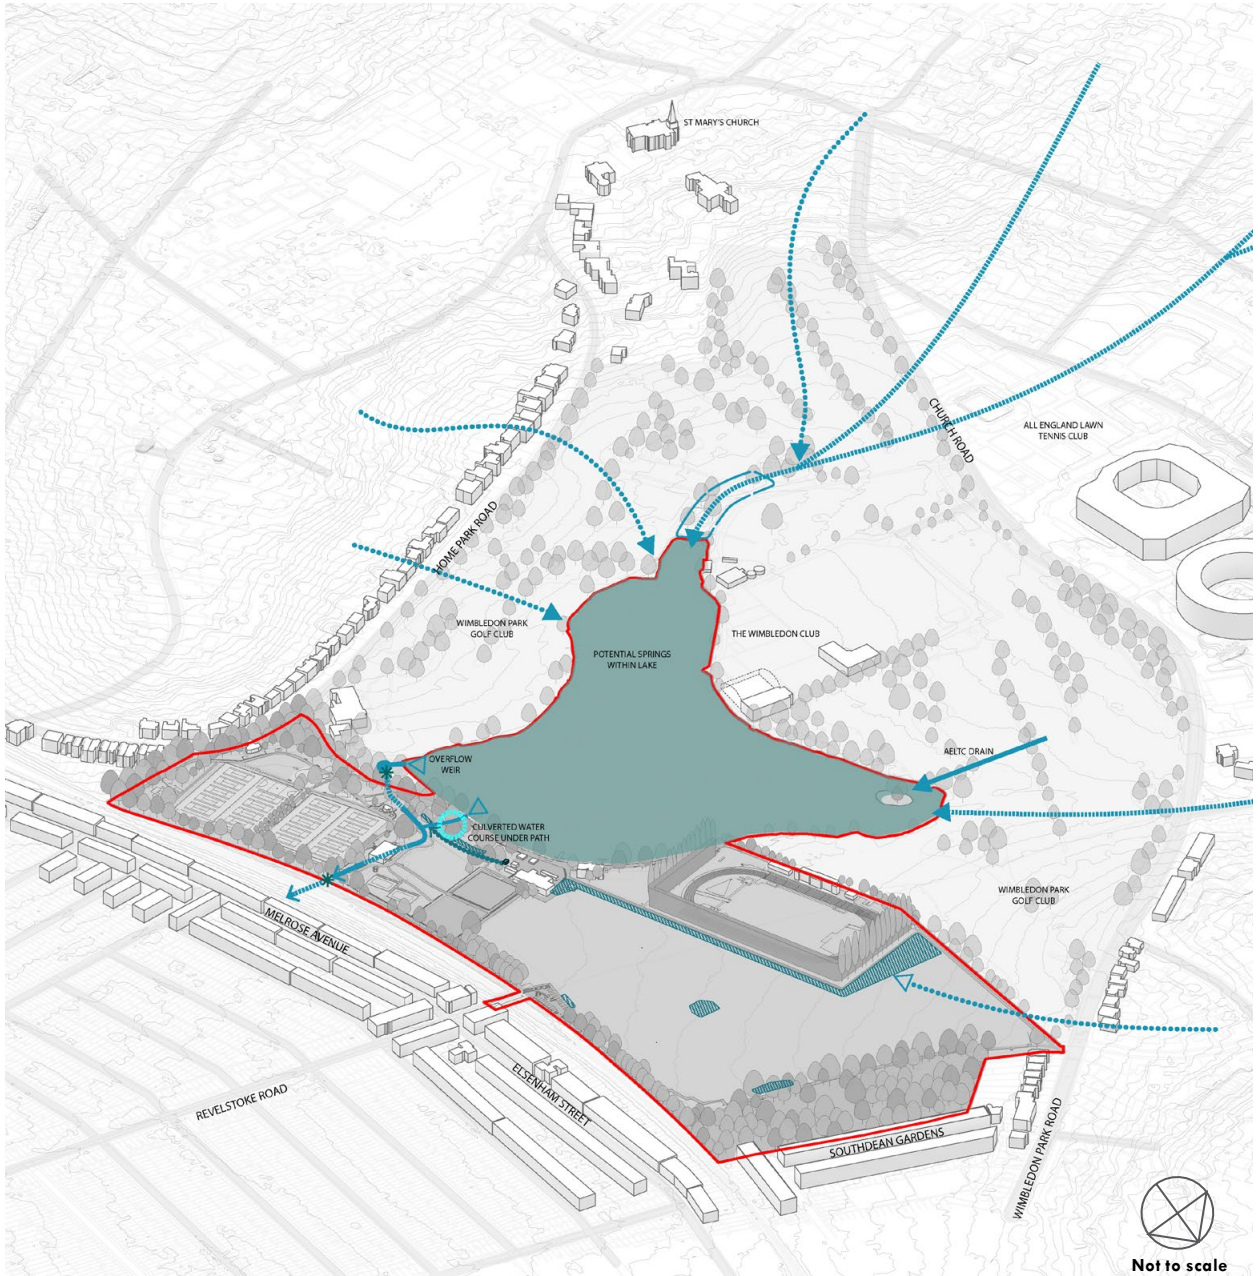 ST MARY'S CHURCH
CHURCH ROAD
ALL ENGLAND LAWN
TENNIS CLUB
HOME PARK ROAD
WIMBLEDON PARK
GOLF CLUB
THE WIMBLEDON CLUB
POTENTIAL SPRINGS
WITHIN LAKE
AELTC DRAIN
OVERFLOW
WEIR
CULVERTED WATER
COURSE UNDER PATH
WIMBLEDON PARK
GOLF CLUB
MELROSE AVENUE
REVELSTOKE ROAD
ELSENHAM STREET
SOUTHDEAN GARDENS
WIMBLEDON PARK ROAD
Not to scale